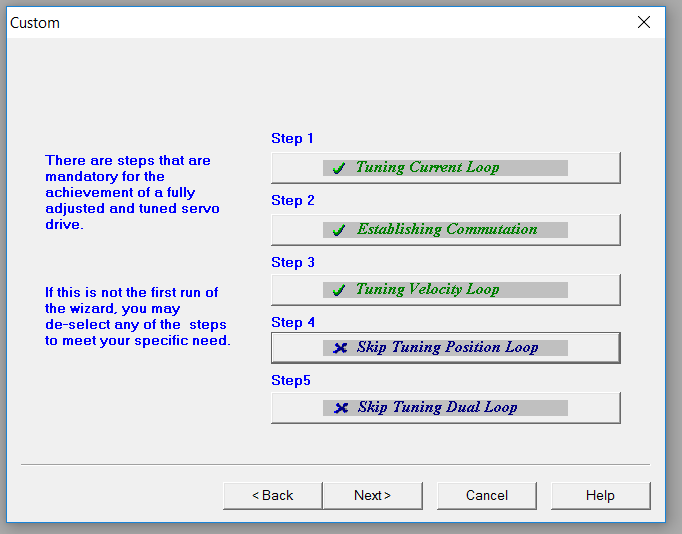 Custom
There are steps that are
mandatory for the
achievement of a fully
adjusted and tuned servo
drive.
If this is not the first run of
the wizard, you may
de-select any of the steps
to meet your specific need.
Step 1
Tuning Current Loop
Step 2
Establishing Commutation
Step 3
Tuning Velocity Loop
Step 4
Skip Tuning Position Loop
Step5
Skip Tuning Dual Loop
< Back
Next >
Cancel
Help